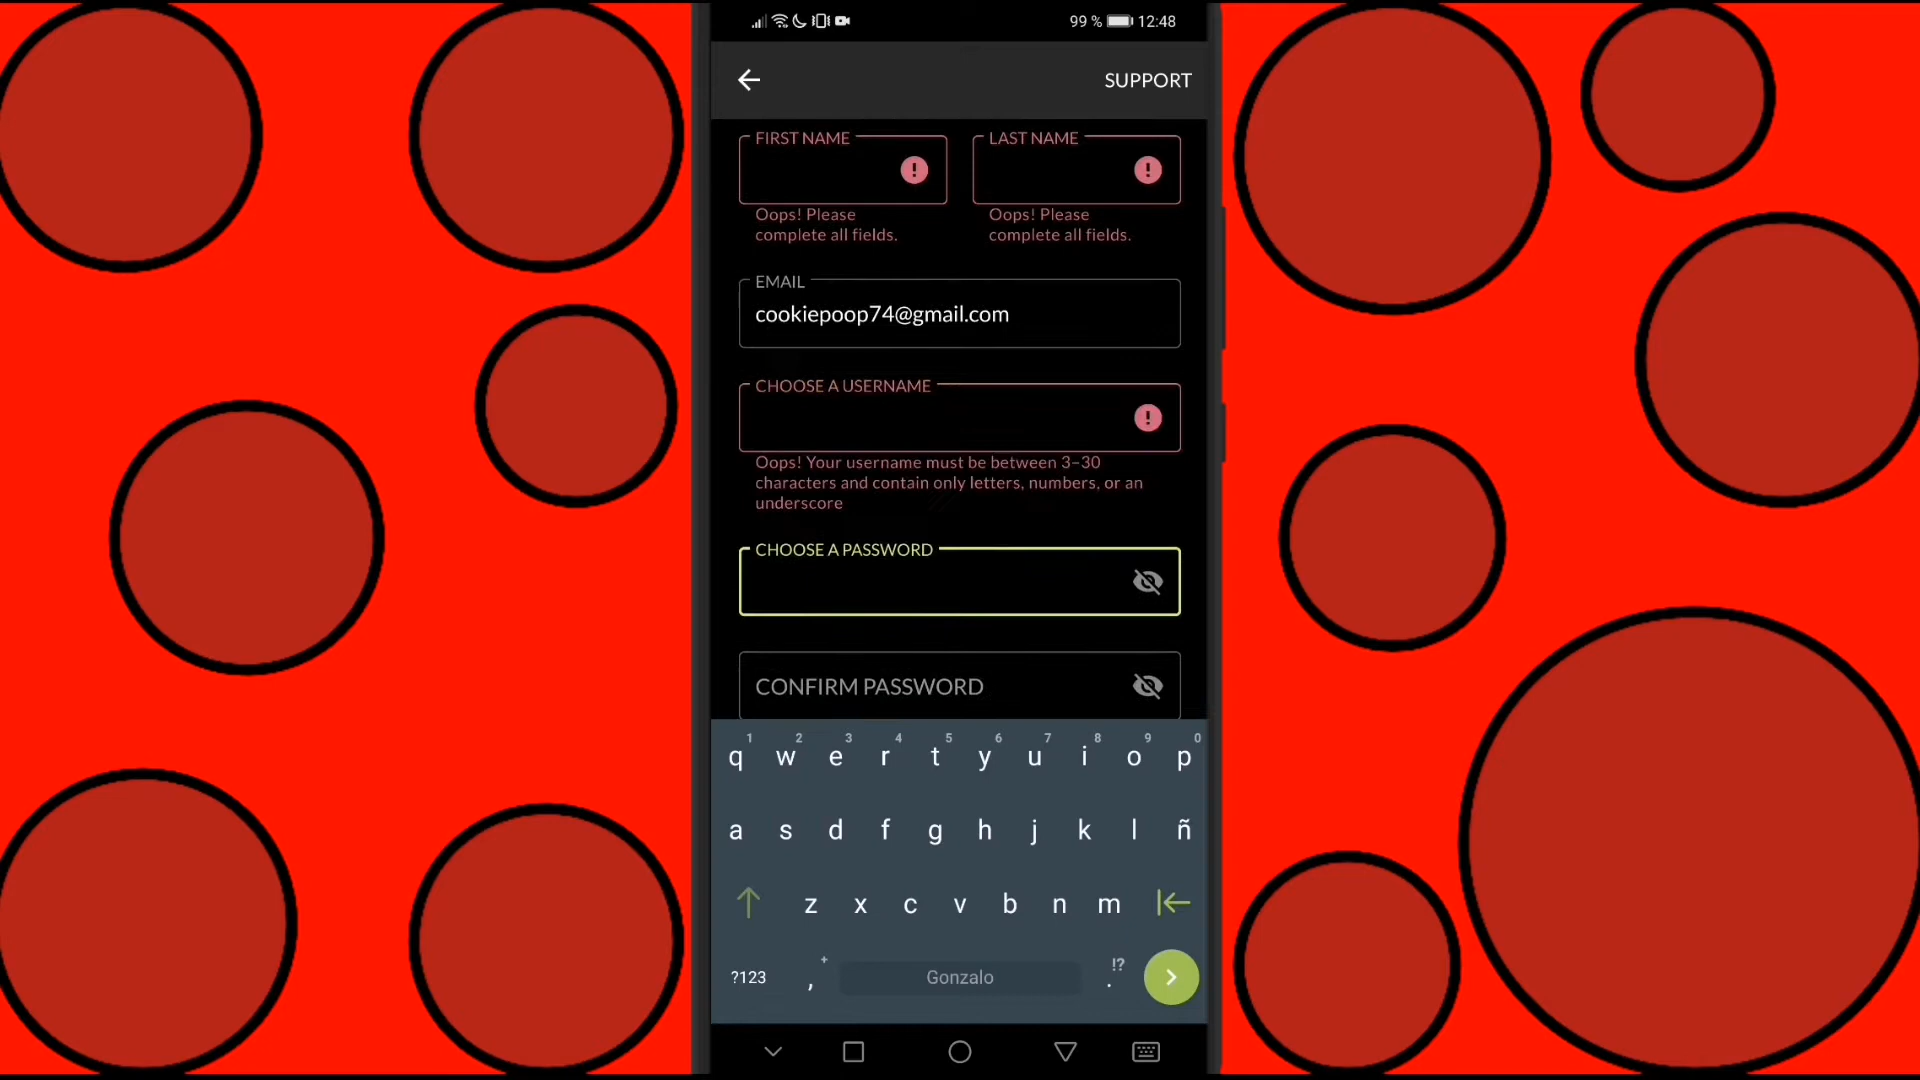 99 % 12:48
SUPPORT
FIRST NAME LAST NAME
! !
Oops! Please Oops! Please
complete all fields. complete all fields.
EMAIL
cookiepoop74@gmail.com
CHOOSE A USERNAME
!
Oops! Your username must be between 3–30
characters and contain only letters, numbers, or an
underscore
CHOOSE A PASSWORD
CONFIRM PASSWORD
1 2 3 4 5 6 7 8 9 0
q w e r t y u i o p
a s d f g h j k l ñ
z x c v b n m
+ !?
?123 , Gonzalo .